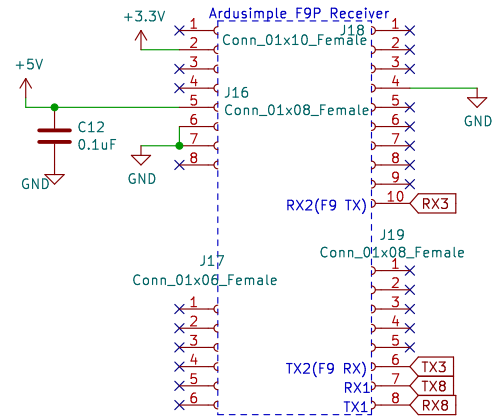 Ardusimple_F9P_Receiver
+3.3V
+5V
J18
Conn_01x10_Female
J16
Conn_01x08_Female
1
2
3
4
5
6
7
8
C12
0.1uF
GND
GND
1
2
3
4
5
6
7
8
9
10
GND
RX2(F9 TX)
RX3
J19
Conn_01x08_Female
J17
Conn_01x06_Female
1
2
3
4
5
6
1
2
3
4
5
6
7
8
TX2(F9 RX)
TX3
RX1
TX8
TX1
RX8